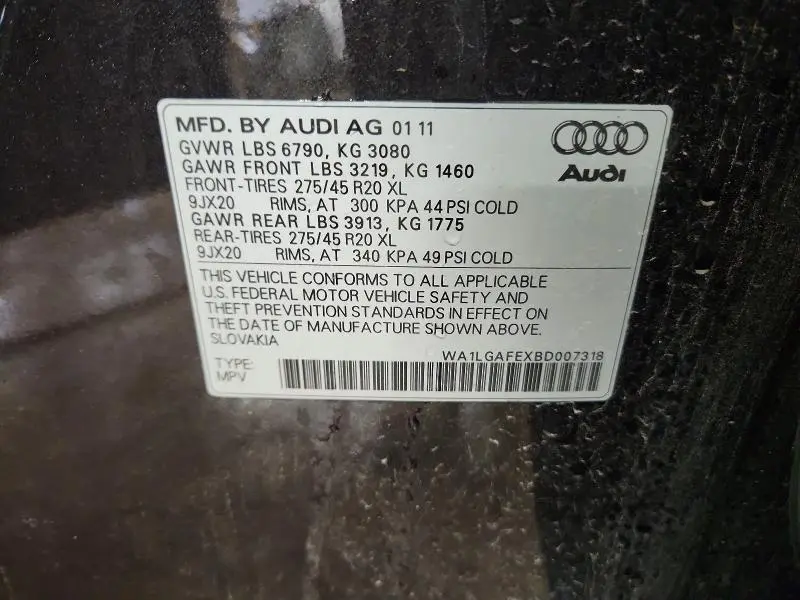 MFD. BY AUDI AG 01 11
GVWR LBS 6790, KG 3080
GAWR FRONT LBS 3219, KG 1460
FRONT-TIRES 275/45 R20 XL
9JX20 RIMS, AT 300 KPA 44 PSI COLD
GAWR REAR LBS 3913, KG 1775
REAR-TIRES 275/45 R20 XL
9JX20 RIMS, AT 340 KPA 49 PSI COLD
Audi
THIS VEHICLE CONFORMS TO ALL APPLICABLE
U.S. FEDERAL MOTOR VEHICLE SAFETY AND
THEFT PREVENTION STANDARDS IN EFFECT ON
THE DATE OF MANUFACTURE SHOWN ABOVE.
SLOVAKIA
WA1LGAFEXBD007318
TYPE:
MPV